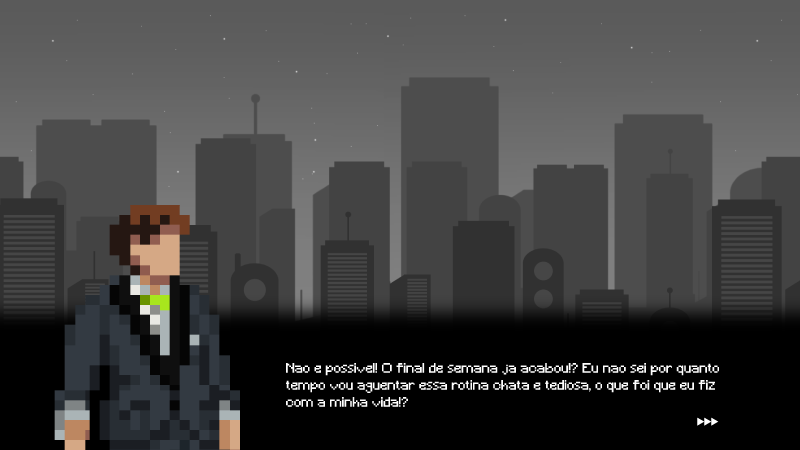 Nao e possivel! O final de semana ja acabou!? Eu nao sei por quanto
tempo vou aguentar essa rotina chata e tediosa, o que foi que eu fiz
com a minha vida!?